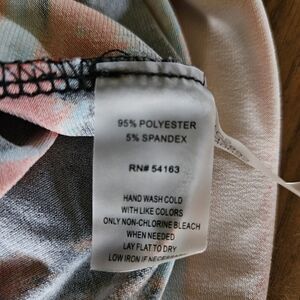 95% POLYESTER
5% SPANDEX
RN# 54163
HAND WASH COLD
WITH LIKE COLORS
ONLY NON-CHLORINE BLEACH
WHEN NEEDED
LAY FLAT TO DRY
LOW IRON IF